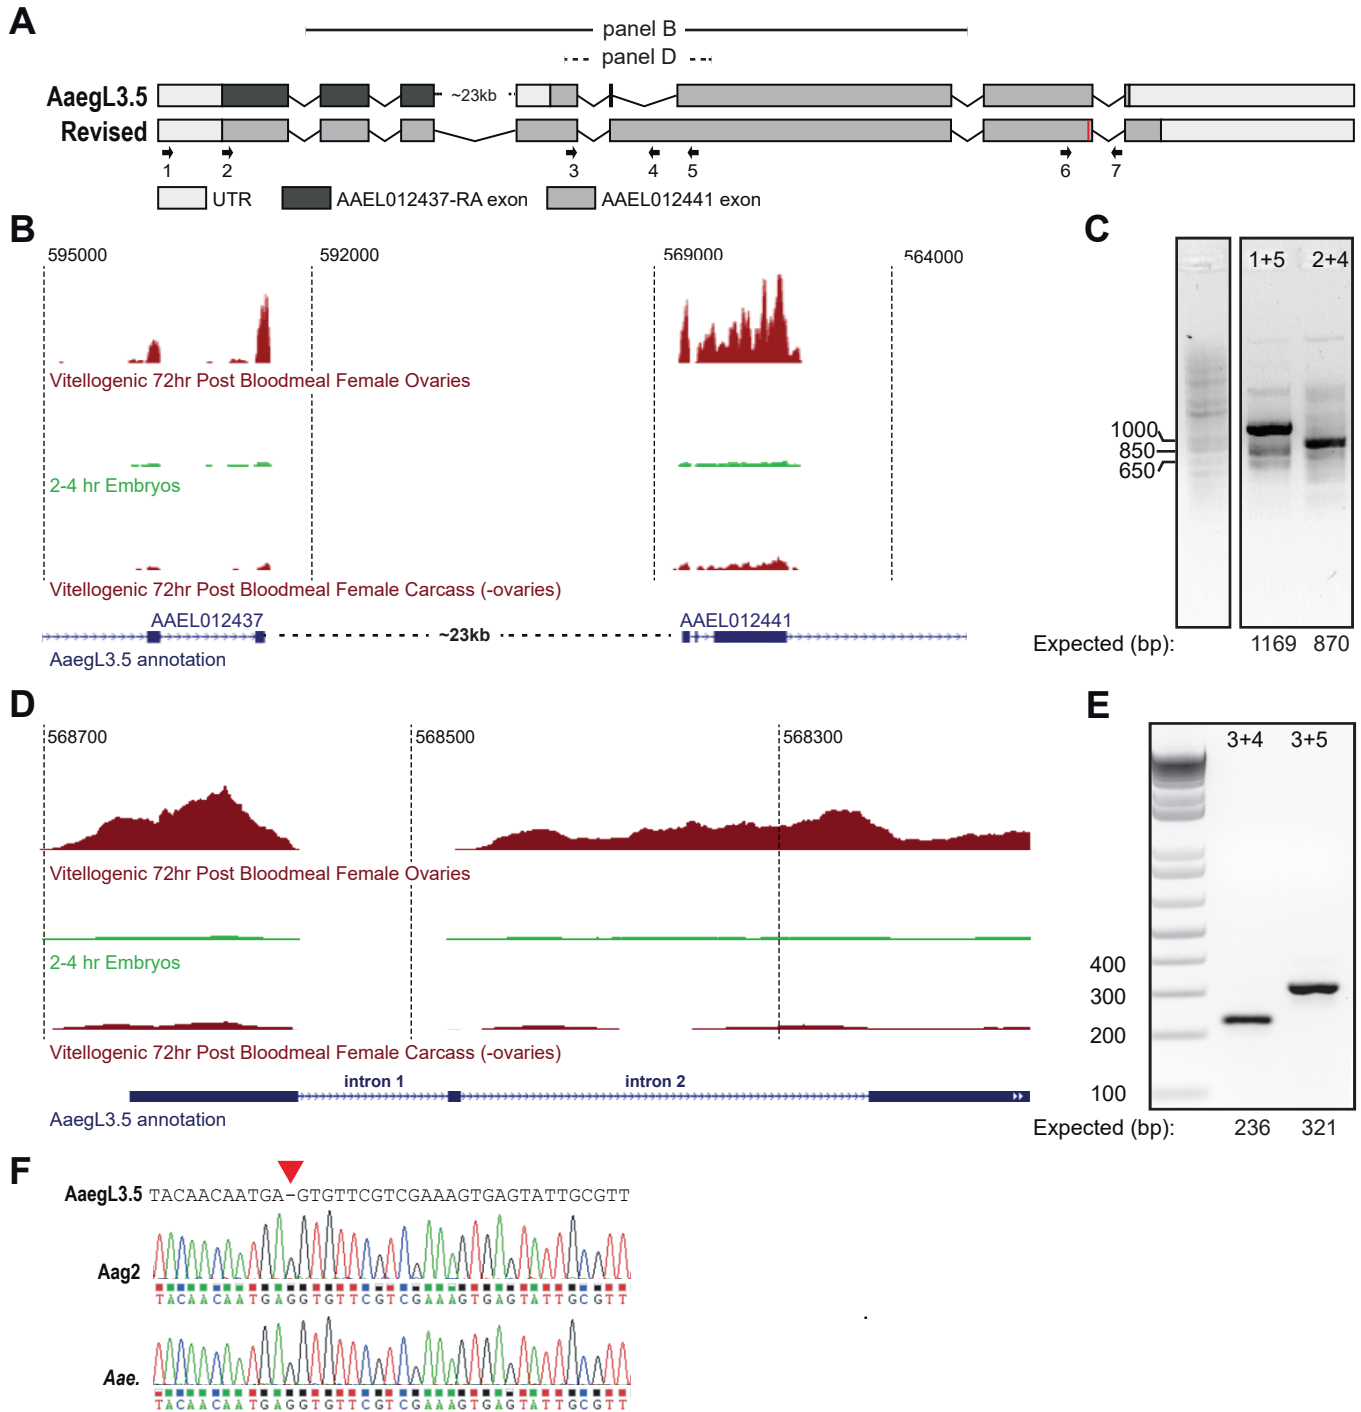 A
panel B
panel D
AaegL3.5
~23kb
Revised
1 2 3 4 5 6 7
UTR AAEL012437-RA exon AAEL012441 exon
B
595000 592000 569000 564000
Vitellogenic 72hr Post Bloodmeal Female Ovaries
2-4 hr Embryos
Vitellogenic 72hr Post Bloodmeal Female Carcass (-ovaries)
AAEL012437 AAEL012441
~23kb
AaegL3.5 annotation
C
1+5 2+4
1000
850
650
Expected (bp): 1169 870
D
568700 568500 568300
Vitellogenic 72hr Post Bloodmeal Female Ovaries
2-4 hr Embryos
Vitellogenic 72hr Post Bloodmeal Female Carcass (-ovaries)
intron 1 intron 2
AaegL3.5 annotation
E
3+4 3+5
400
300
200
100
Expected (bp): 236 321
F
AaegL3.5 TACAACAATGA-GTGTTCGTCGAAAGTGAGTATTGCGTT
Aag2
TACAACAATGAGGTGTTCGTCGAAAGTGAGTATTGCGTT
Aae.
TACAACAATGAGGTGTTCGTCGAAAGTGAGTATTGCGTT